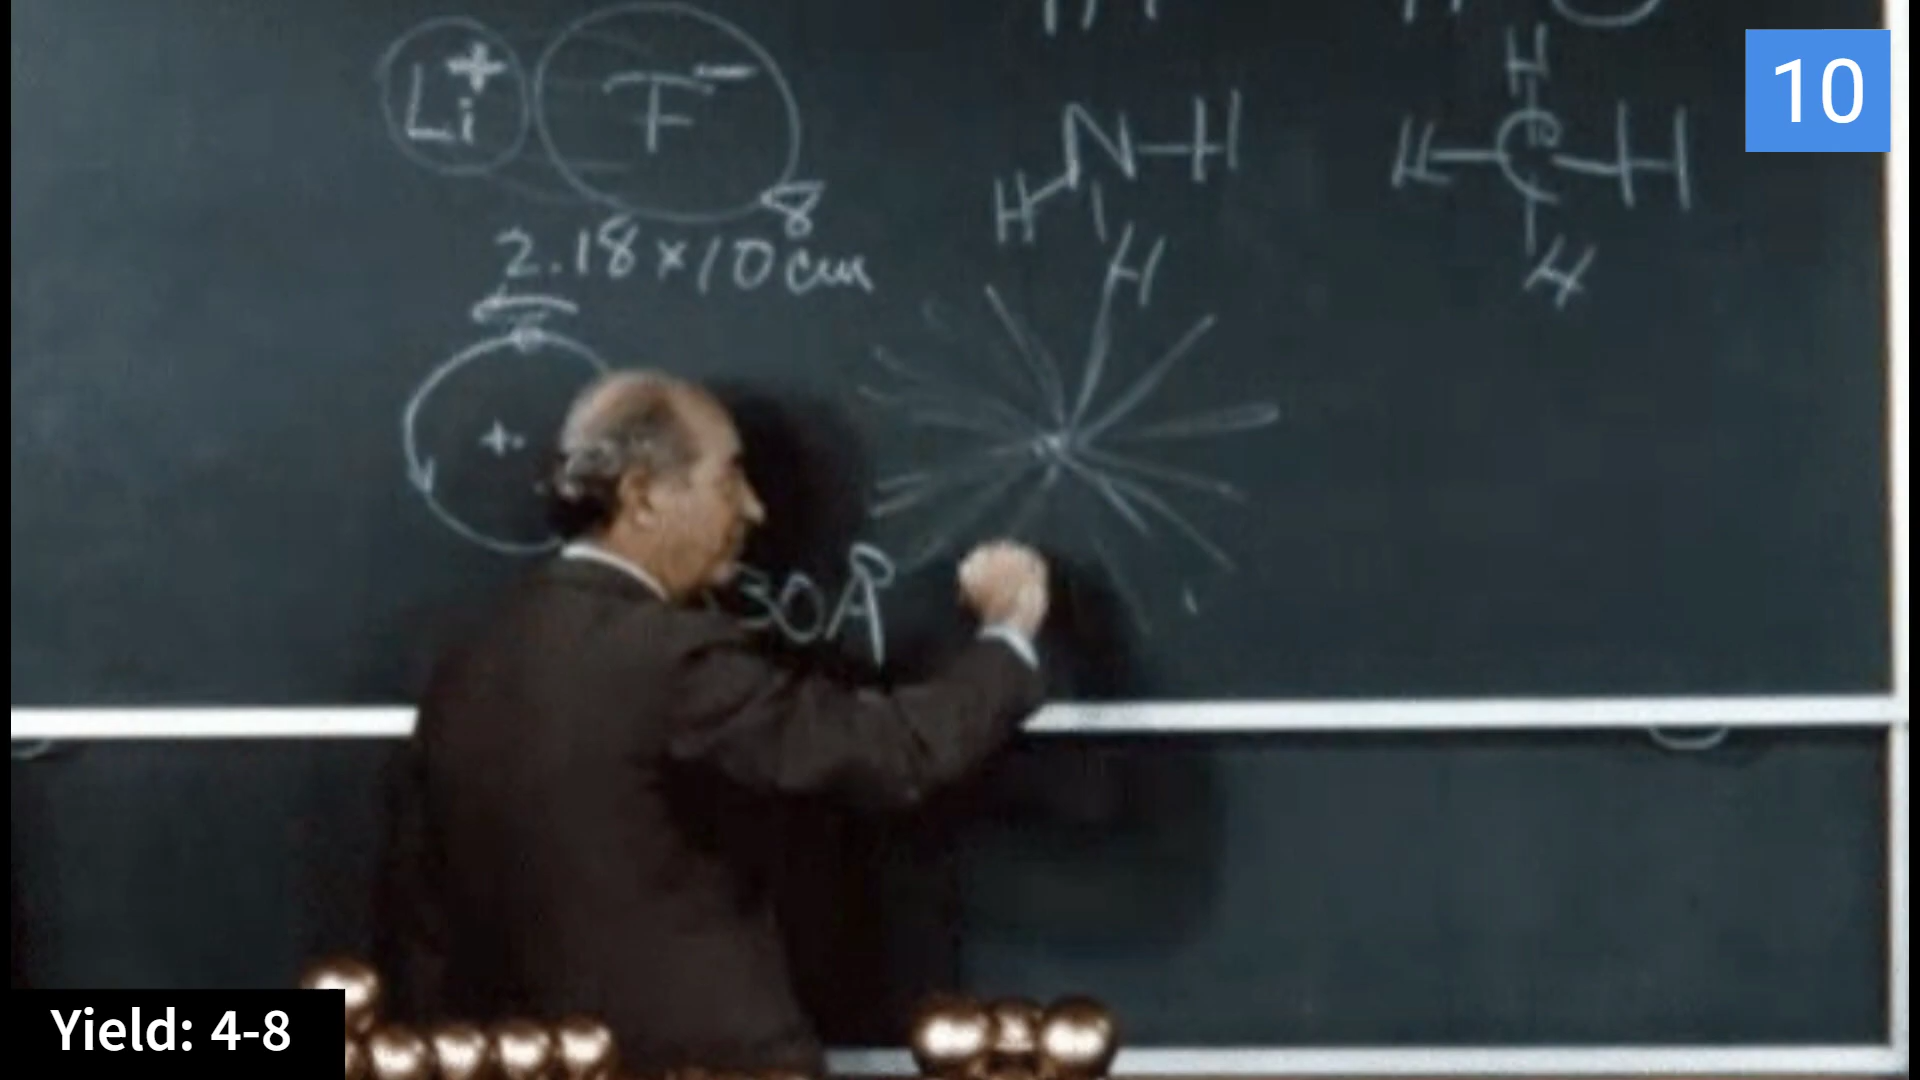 Li+ F-
10
H
N-H
H
H
H
H-C-H
H
2.18×10 8 cm
+
30Å
Yield: 4-8